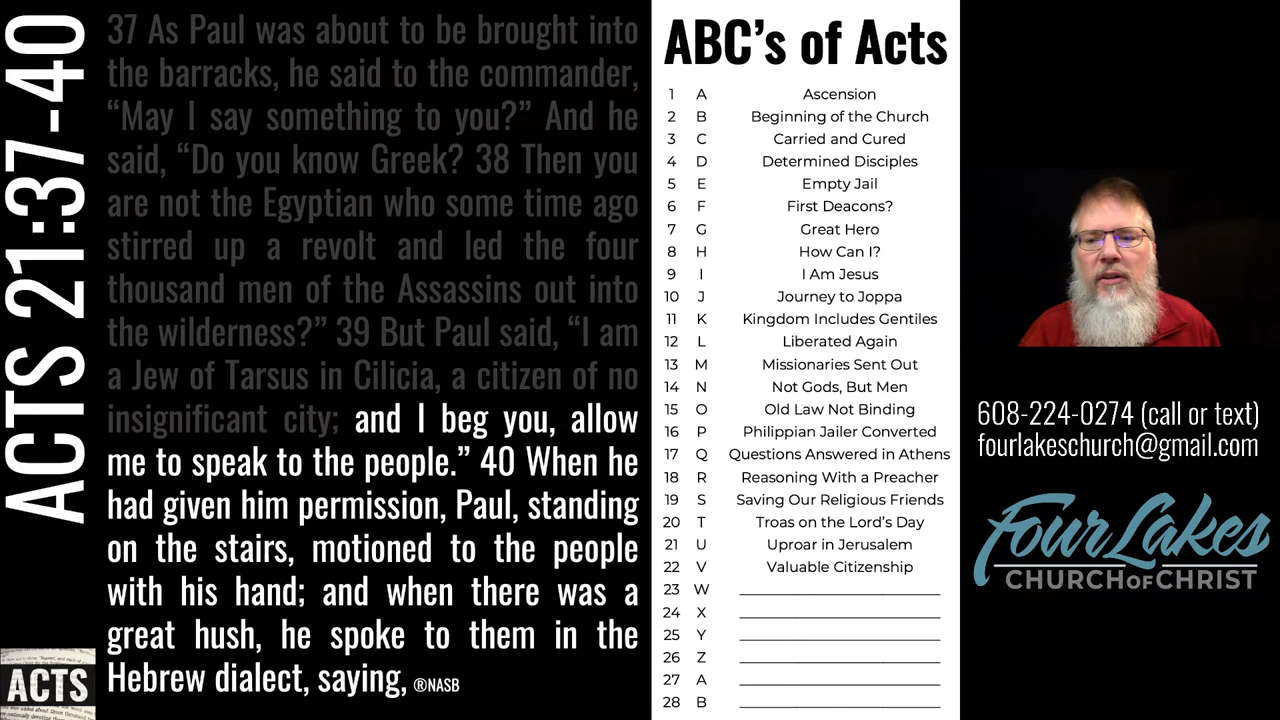 ACTS 21:37-40
37 As Paul was about to be brought into
the barracks, he said to the commander,
“May I say something to you?” And he
said, “Do you know Greek? 38 Then you
are not the Egyptian who some time ago
stirred up a revolt and led the four
thousand men of the Assassins out into
the wilderness?” 39 But Paul said, “I am
a Jew of Tarsus in Cilicia, a citizen of no
insignificant city; and I beg you, allow
me to speak to the people.” 40 When he
had given him permission, Paul, standing
on the stairs, motioned to the people
with his hand; and when there was a
great hush, he spoke to them in the
Hebrew dialect, saying, ®NASB
ACTS
ABC’s of Acts
1 A Ascension
2 B Beginning of the Church
3 C Carried and Cured
4 D Determined Disciples
5 E Empty Jail
6 F First Deacons?
7 G Great Hero
8 H How Can I?
9 I I Am Jesus
10 J Journey to Joppa
11 K Kingdom Includes Gentiles
12 L Liberated Again
13 M Missionaries Sent Out
14 N Not Gods, But Men
15 O Old Law Not Binding
16 P Philippian Jailer Converted
17 Q Questions Answered in Athens
18 R Reasoning With a Preacher
19 S Saving Our Religious Friends
20 T Troas on the Lord’s Day
21 U Uproar in Jerusalem
22 V Valuable Citizenship
23 W
24 X
25 Y
26 Z
27 A
28 B
608-224-0274 (call or text)
fourlakeschurch@gmail.com
Four Lakes
CHURCH OF CHRIST